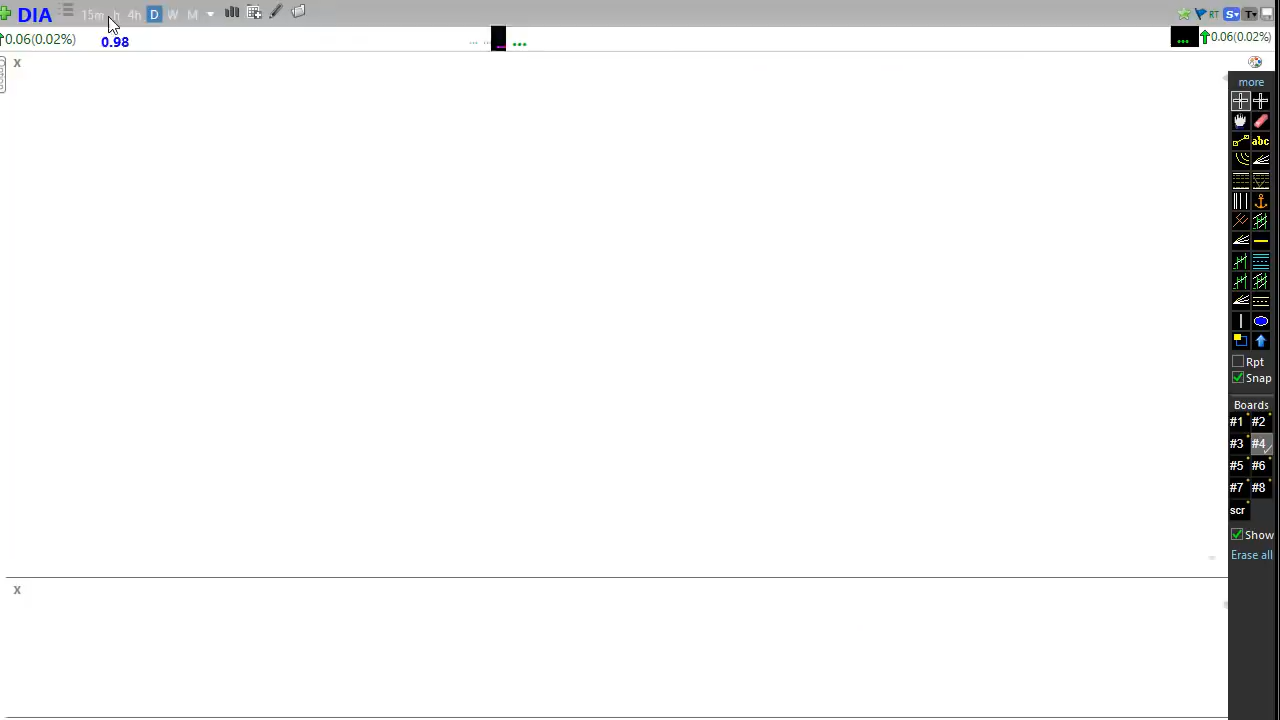 DIA 15m h 4h D W M RT S T
0.06(0.02%) 0.98 ... ... ... ... 0.06(0.02%)
x
more
abc
Rpt
Snap
Boards
#1 #2
#3 #4
#5 #6
#7 #8
scr
Show
Erase all
x